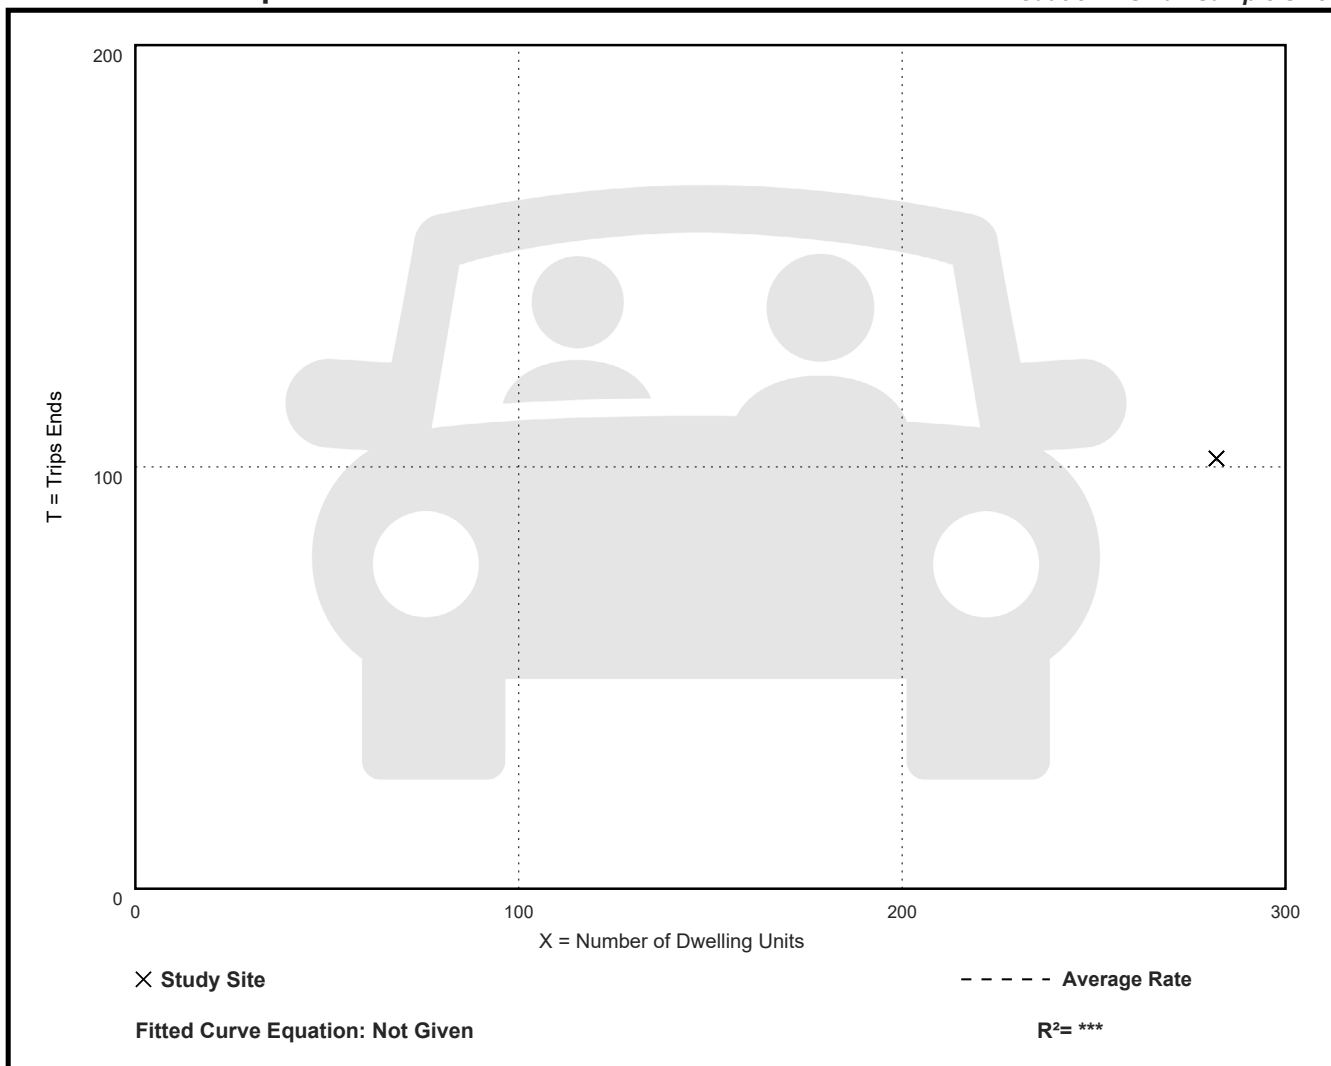 200
100
0
T = Trips Ends
0 100 200 300
X = Number of Dwelling Units
Study Site
Average Rate
Fitted Curve Equation: Not Given
R²= ***